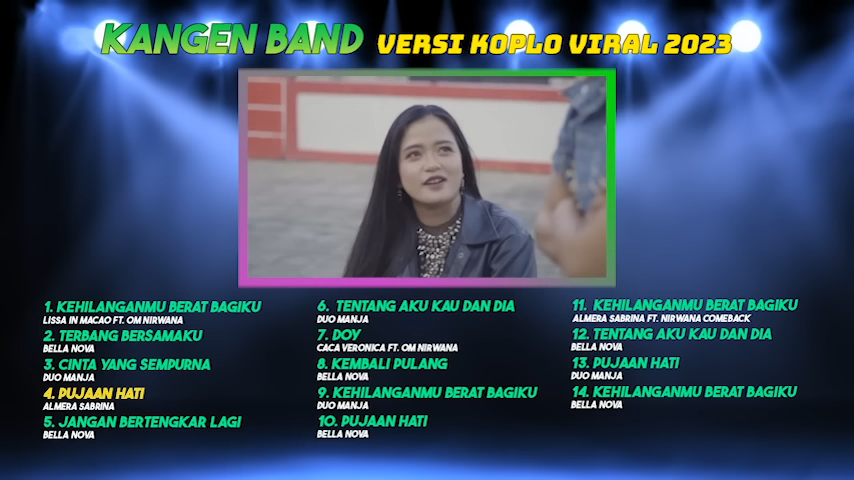 KANGEN BAND VERSI KOPLO VIRAL 2023
1. KEHILANGANMU BERAT BAGIKU
LISSA IN MACAO FT. OM NIRWANA
2. TERBANG BERSAMAKU
BELLA NOVA
3. CINTA YANG SEMPURNA
DUO MANJA
4. PUJAAN HATI
ALMERA SABRINA
5. JANGAN BERTENGKAR LAGI
BELLA NOVA
6. TENTANG AKU KAU DAN DIA
DUO MANJA
7. DOY
CACA VERONICA FT. OM NIRWANA
8. KEMBALI PULANG
BELLA NOVA
9. KEHILANGANMU BERAT BAGIKU
DUO MANJA
10. PUJAAN HATI
BELLA NOVA
11. KEHILANGANMU BERAT BAGIKU
ALMERA SABRINA FT. NIRWANA COMEBACK
12. TENTANG AKU KAU DAN DIA
BELLA NOVA
13. PUJAAN HATI
DUO MANJA
14. KEHILANGANMU BERAT BAGIKU
BELLA NOVA